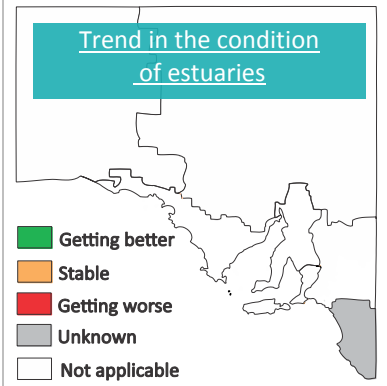 Trend in the condition
of estuaries
Getting better
Stable
Getting worse
Unknown
Not applicable